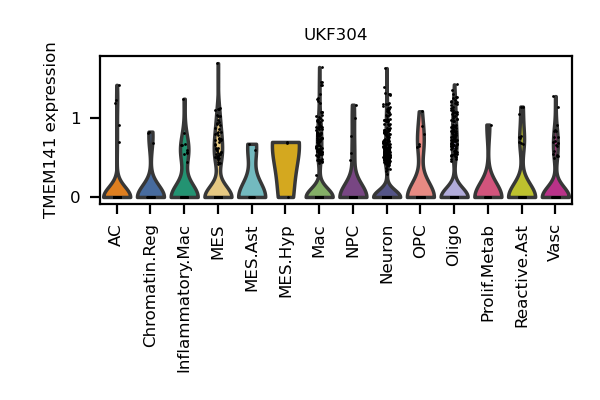 UKF304
TMEM141 expression
1
0
AC
Chromatin.Reg
Inflammatory.Mac
MES
MES.Ast
MES.Hyp
Mac
NPC
Neuron
OPC
Oligo
Prolif.Metab
Reactive.Ast
Vasc